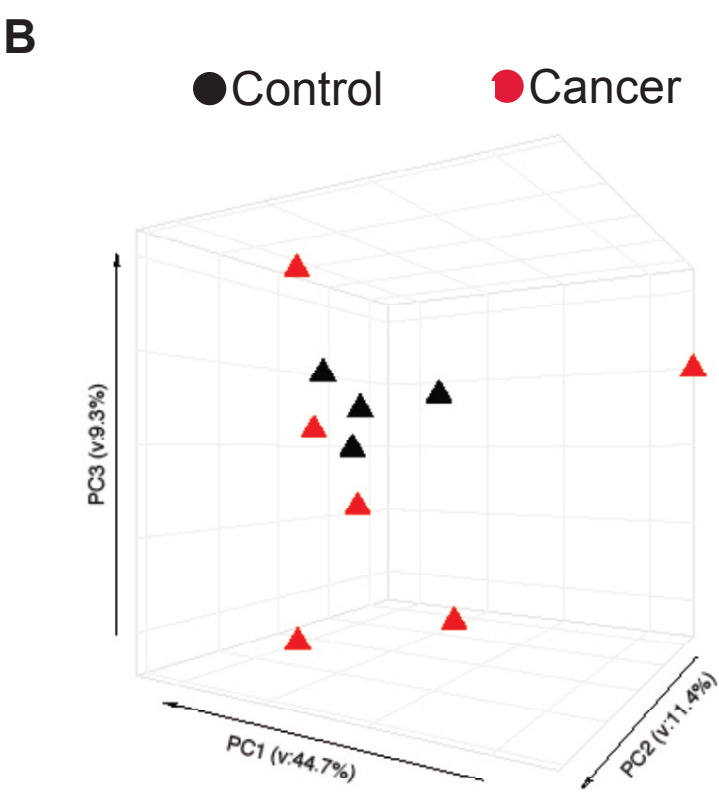 B
Control Cancer
PC3 (v:9.3%)
PC1 (v:44.7%)
PC2 (v:11.4%)